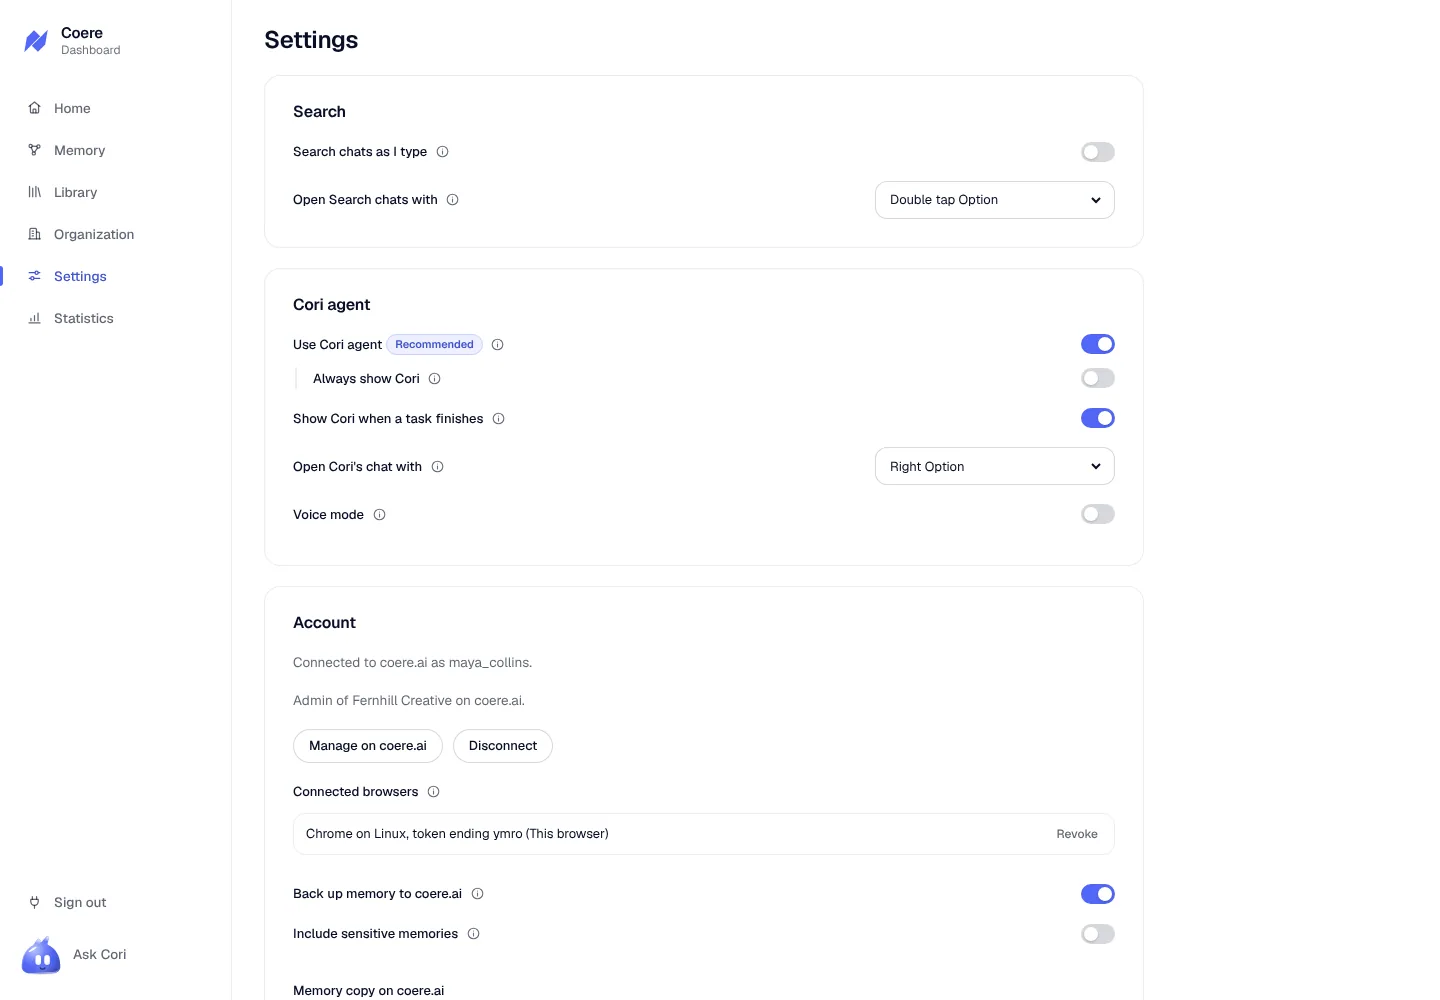 Coere
Dashboard
Home
Memory
Library
Organization
Settings
Statistics
Sign out
Ask Cori
Settings
Search
Search chats as I type
Open Search chats with
Double tap Option
Cori agent
Use Cori agent Recommended
Always show Cori
Show Cori when a task finishes
Open Cori's chat with
Right Option
Voice mode
Account
Connected to coere.ai as maya_collins.
Admin of Fernhill Creative on coere.ai.
Manage on coere.ai
Disconnect
Connected browsers
Chrome on Linux, token ending ymro (This browser)
Revoke
Back up memory to coere.ai
Include sensitive memories
Memory copy on coere.ai